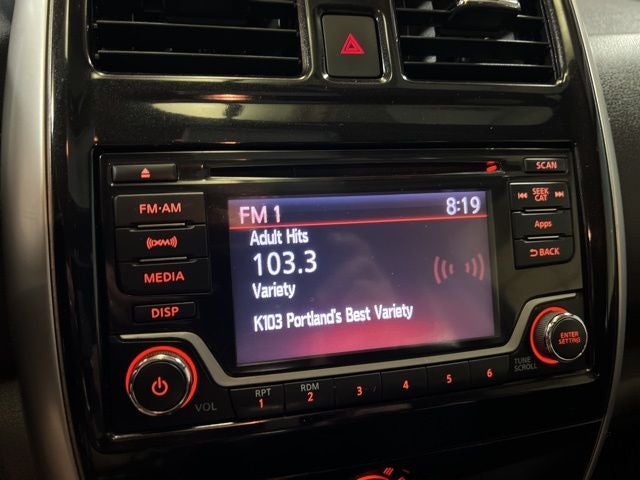 SCAN
FM·AM
SEEK
CAT
(((XM)))
Apps
MEDIA
BACK
DISP
FM 1 8:19
Adult Hits
103.3
Variety
K103 Portland's Best Variety
ENTER
SETTING
TUNE
SCROLL
VOL
RPT RDM
1 2 3 4 5 6